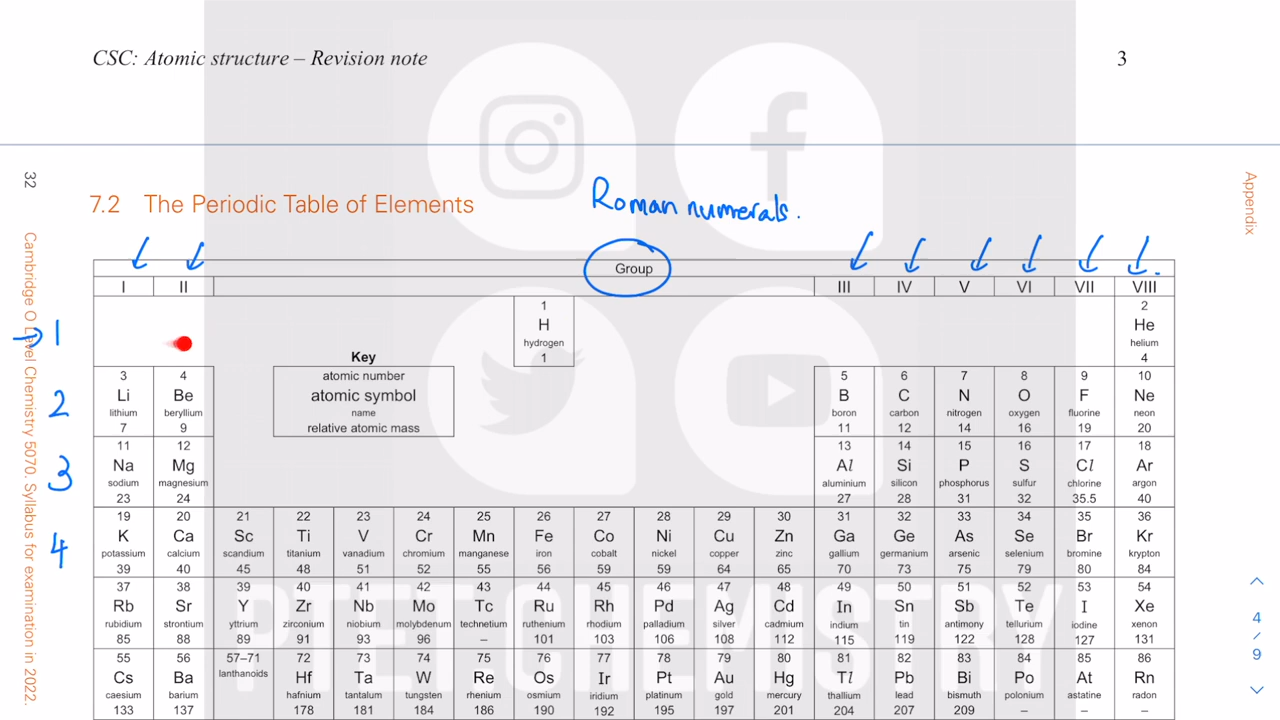 CSC: Atomic structure – Revision note 3
32
Cambridge O Level Chemistry 5070. Syllabus for examination in 2022.
Appendix
7.2 The Periodic Table of Elements
Roman numerals.
Group
I II III IV V VI VII VIII
1 2
1 H He
hydrogen helium
1 4
Key
atomic number
atomic symbol
name
relative atomic mass
3 4 5 6 7 8 9 10
2 Li Be B C N O F Ne
lithium beryllium boron carbon nitrogen oxygen fluorine neon
7 9 11 12 14 16 19 20
11 12 13 14 15 16 17 18
3 Na Mg Al Si P S Cl Ar
sodium magnesium aluminium silicon phosphorus sulfur chlorine argon
23 24 27 28 31 32 35.5 40
19 20 21 22 23 24 25 26 27 28 29 30 31 32 33 34 35 36
4 K Ca Sc Ti V Cr Mn Fe Co Ni Cu Zn Ga Ge As Se Br Kr
potassium calcium scandium titanium vanadium chromium manganese iron cobalt nickel copper zinc gallium germanium arsenic selenium bromine krypton
39 40 45 48 51 52 55 56 59 59 64 65 70 73 75 79 80 84
37 38 39 40 41 42 43 44 45 46 47 48 49 50 51 52 53 54
Rb Sr Y Zr Nb Mo Tc Ru Rh Pd Ag Cd In Sn Sb Te I Xe
rubidium strontium yttrium zirconium niobium molybdenum technetium ruthenium rhodium palladium silver cadmium indium tin antimony tellurium iodine xenon
85 88 89 91 93 96 – 101 103 106 108 112 115 119 122 128 127 131
55 56 57–71 72 73 74 75 76 77 78 79 80 81 82 83 84 85 86
Cs Ba lanthanoids Hf Ta W Re Os Ir Pt Au Hg Tl Pb Bi Po At Rn
caesium barium hafnium tantalum tungsten rhenium osmium iridium platinum gold mercury thallium lead bismuth polonium astatine radon
133 137 178 181 184 186 190 192 195 197 201 204 207 209 – – –
PTETCHEMISTRY
4 / 9